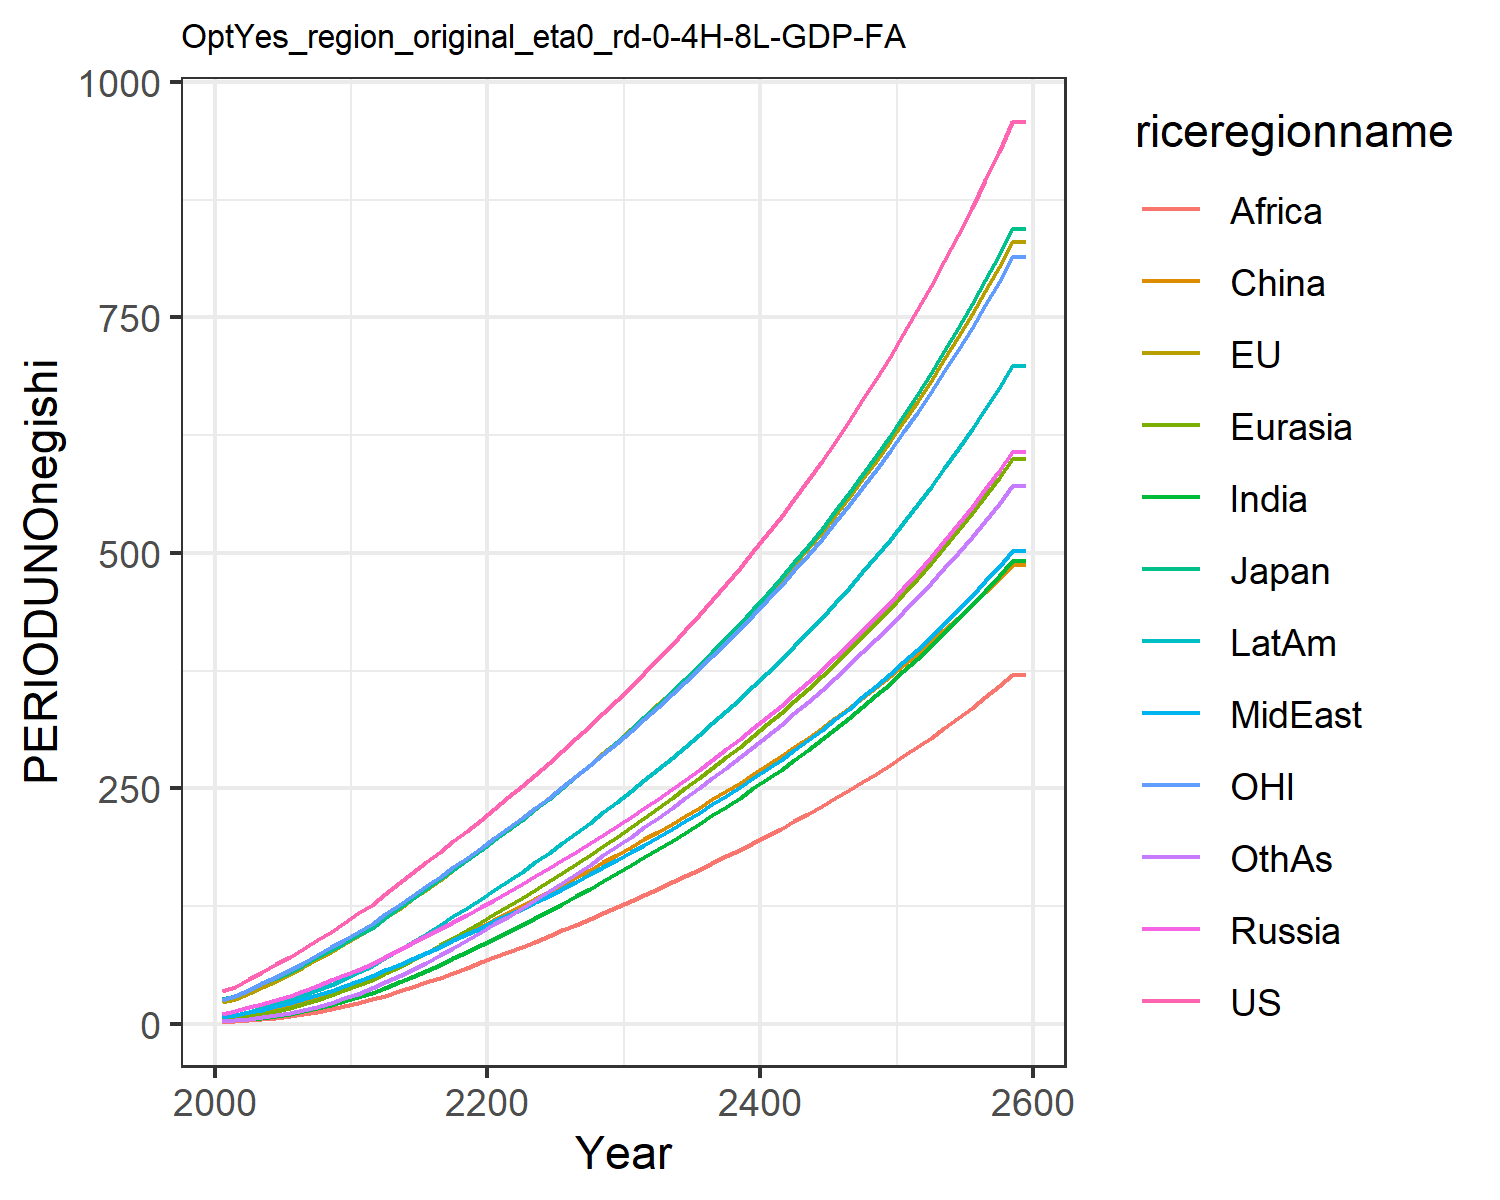 OptYes_region_original_eta0_rd-0-4H-8L-GDP-FA
1000
750
500
250
0
PERIODUNOnegishi
2000
2200
2400
2600
Year
riceregionname
Africa
China
EU
Eurasia
India
Japan
LatAm
MidEast
OHI
OthAs
Russia
US